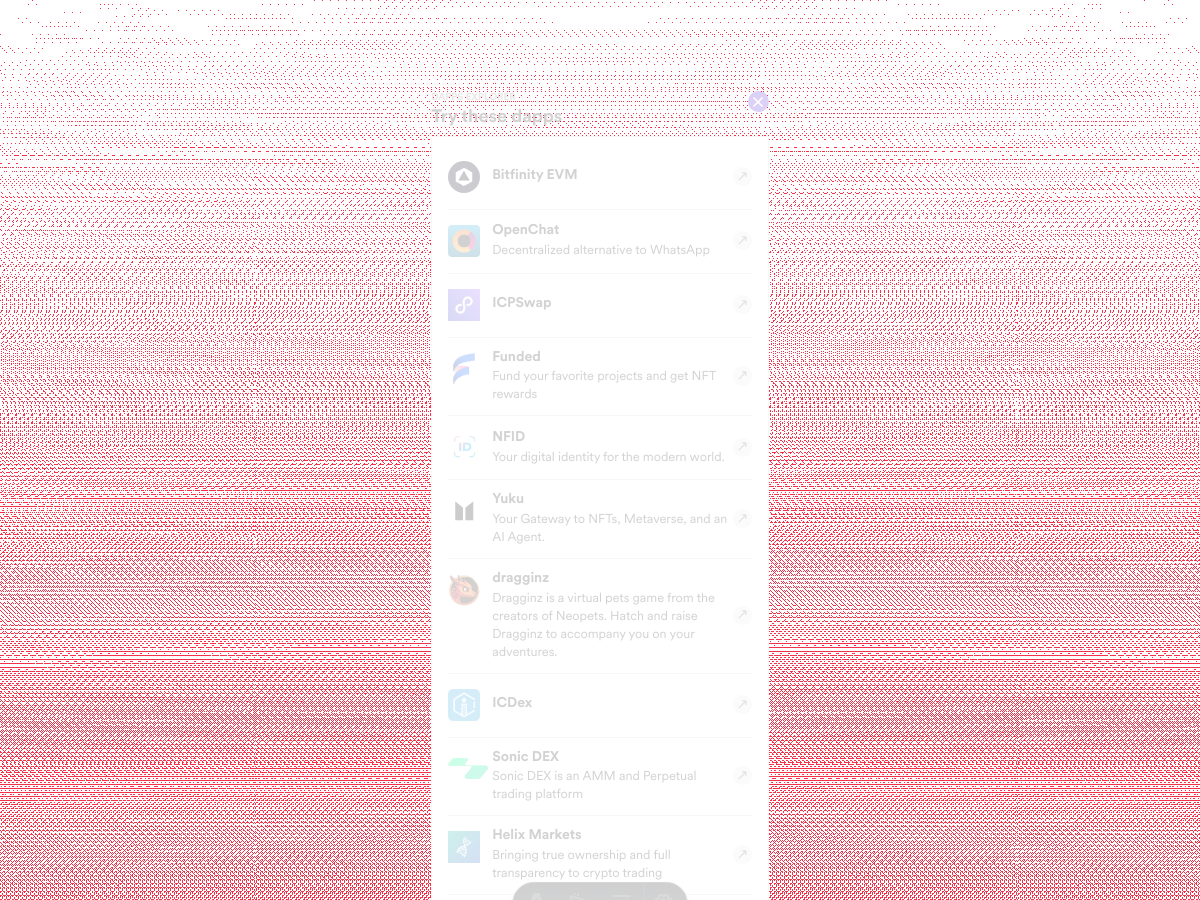 Try these dapps
Bitfinity EVM
OpenChat
Decentralized alternative to WhatsApp
ICPSwap
Funded
Fund your favorite projects and get NFT
rewards
ID
NFID
Your digital identity for the modern world.
Yuku
Your Gateway to NFTs, Metaverse, and an
AI Agent.
dragginz
Dragginz is a virtual pets game from the
creators of Neopets. Hatch and raise
Dragginz to accompany you on your
adventures.
ICDex
Sonic DEX
Sonic DEX is an AMM and Perpetual
trading platform
Helix Markets
Bringing true ownership and full
transparency to crypto trading